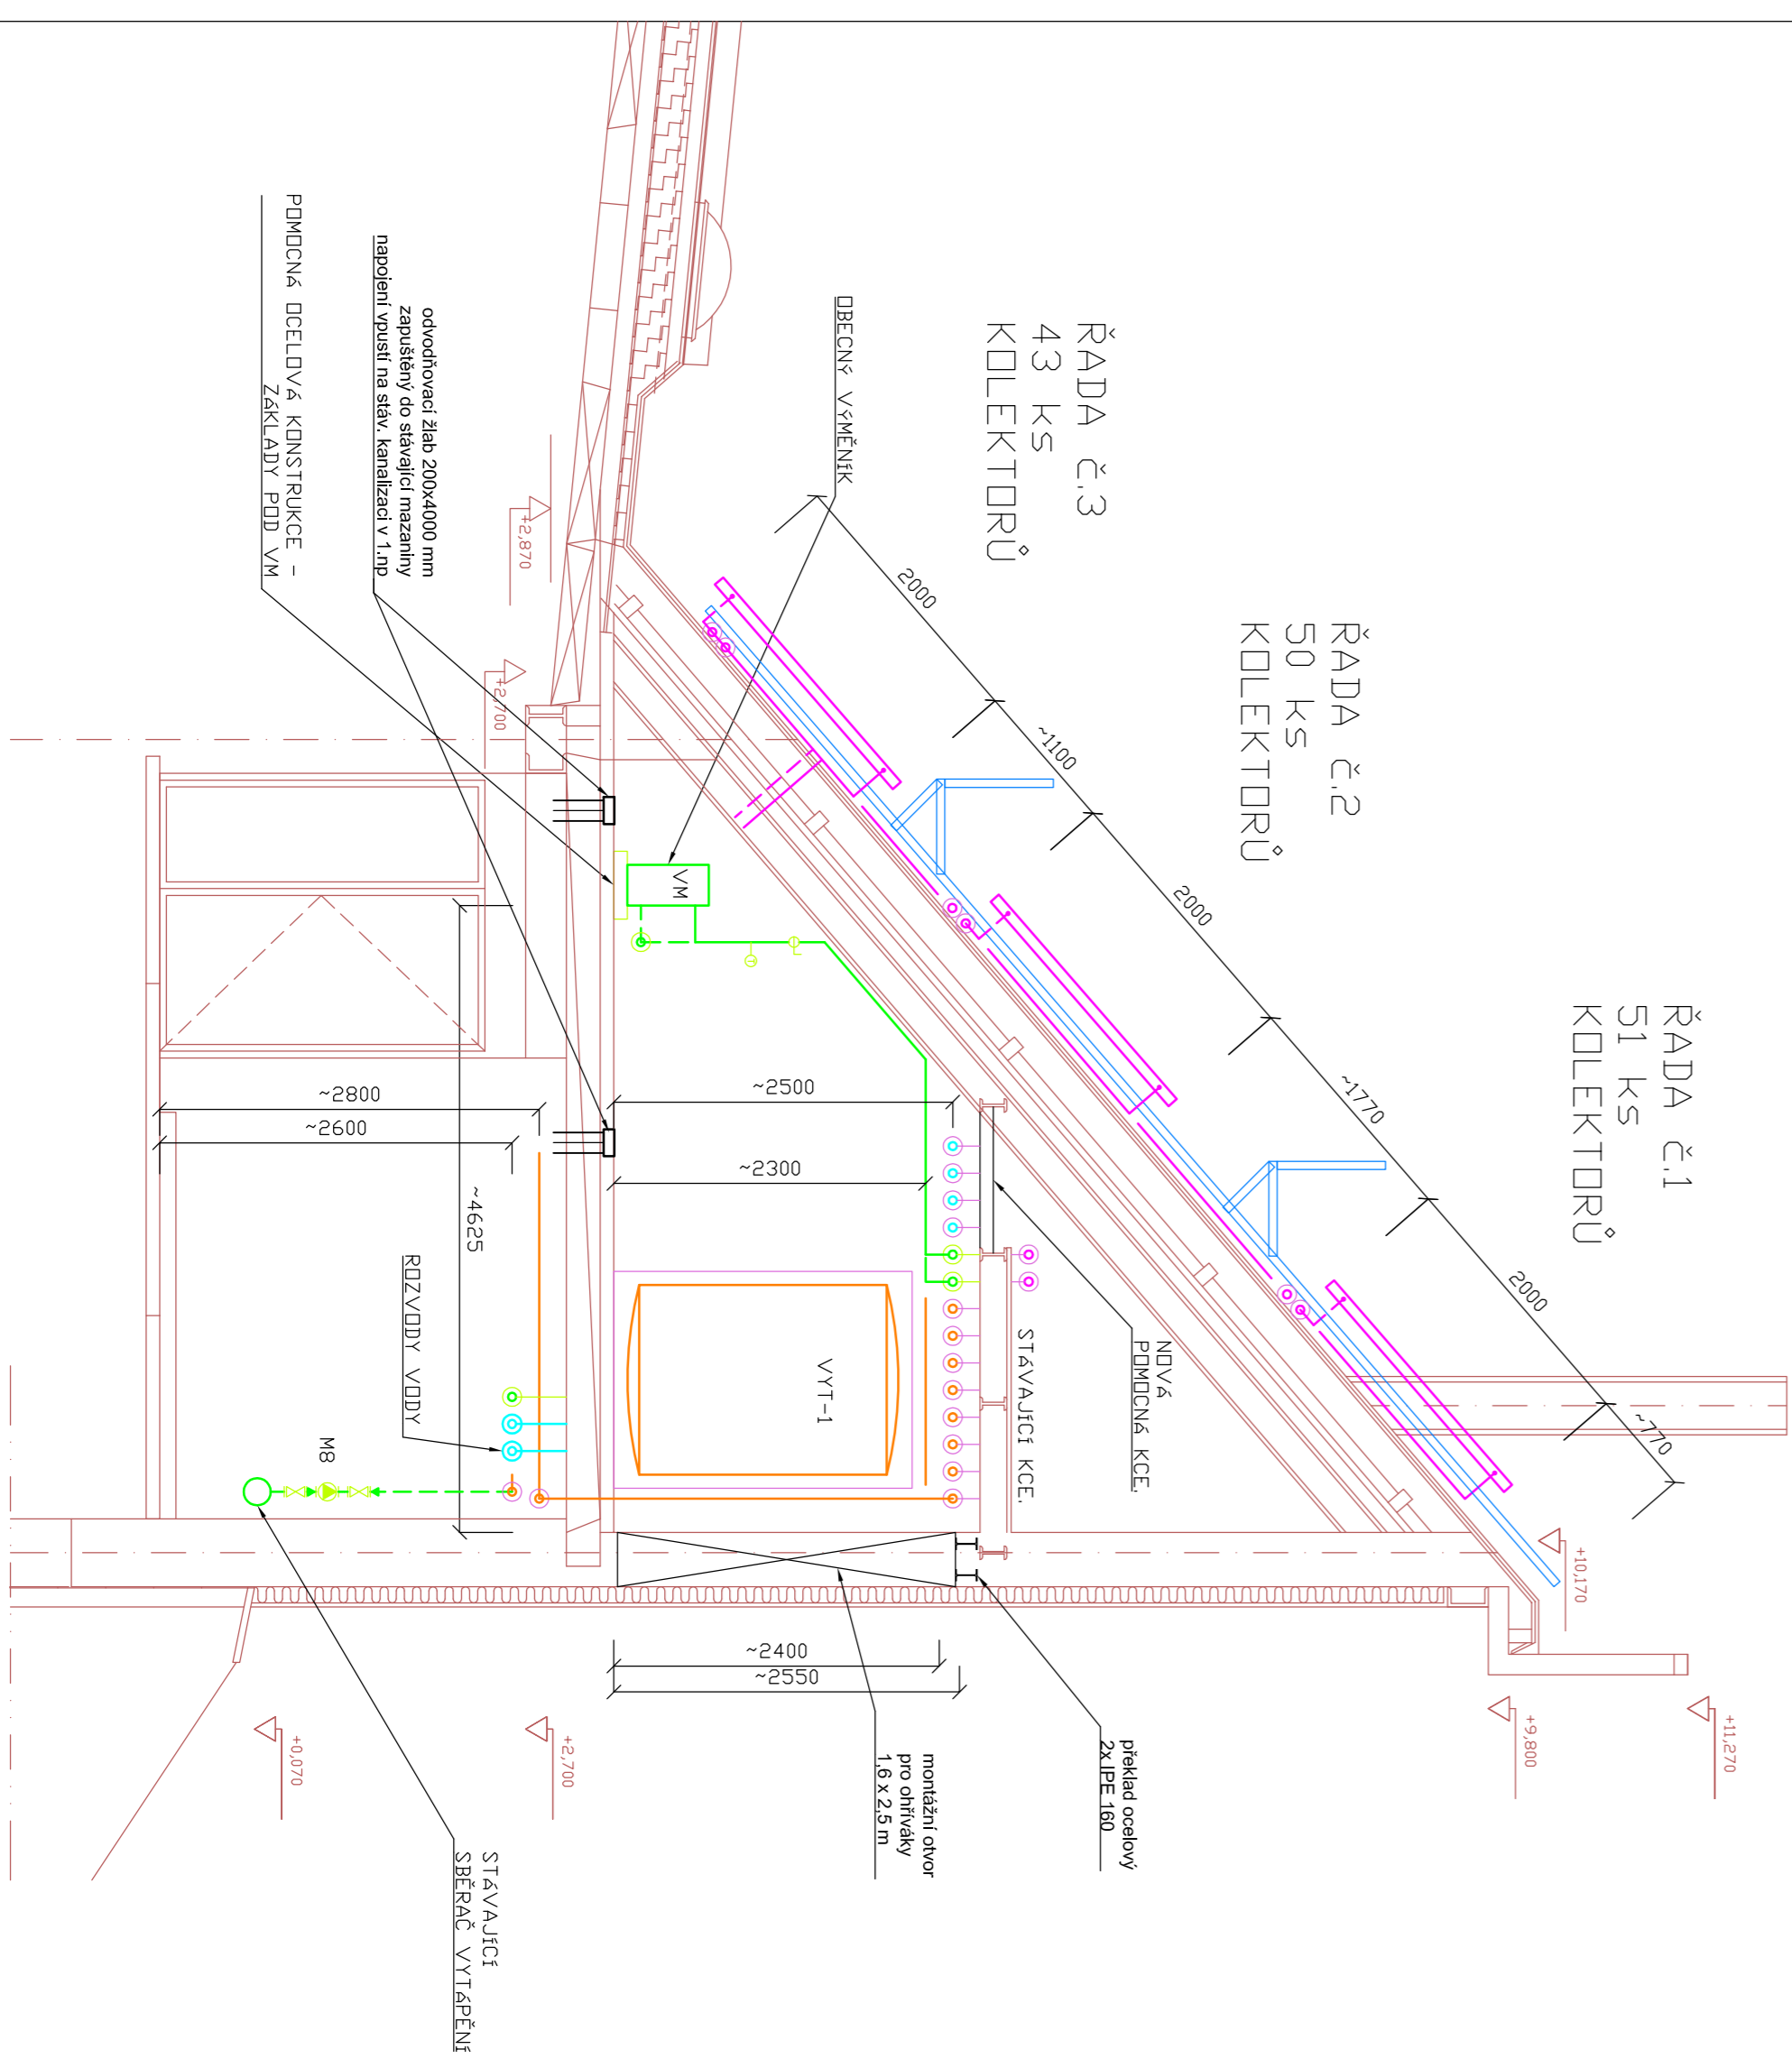 ŘADA č.1
51 ks
KOLEKTORŮ
ŘADA č.2
50 ks
KOLEKTORŮ
ŘADA č.3
43 ks
KOLEKTORŮ
2000
~1100
2000
~1770
2000
~770
+11,270
+9,800
+10,170
překlad ocelový
2x IPE 160
montážní otvor
pro ohříváky
1,6 x 2,5 m
NOVÁ
POMOCNÁ KCE.
STÁVAJÍCÍ KCE.
OBECNÝ VÝMĚNÍK
VM
VYT-1
~2500
~2300
~2400
~2550
+2,870
+2,700
+2,700
+0,070
odvodňovací žlab 200x4000 mm
zapuštěný do stávající mazaniny
napojení vpustí na stáv. kanalizaci v 1.np
POMOCNÁ OCELOVÁ KONSTRUKCE -
ZÁKLADY POD VM
~2800
~2600
~4625
ROZVODY VODY
M8
STÁVAJÍCÍ
SBĚRAČ VYTÁPĚNÍ